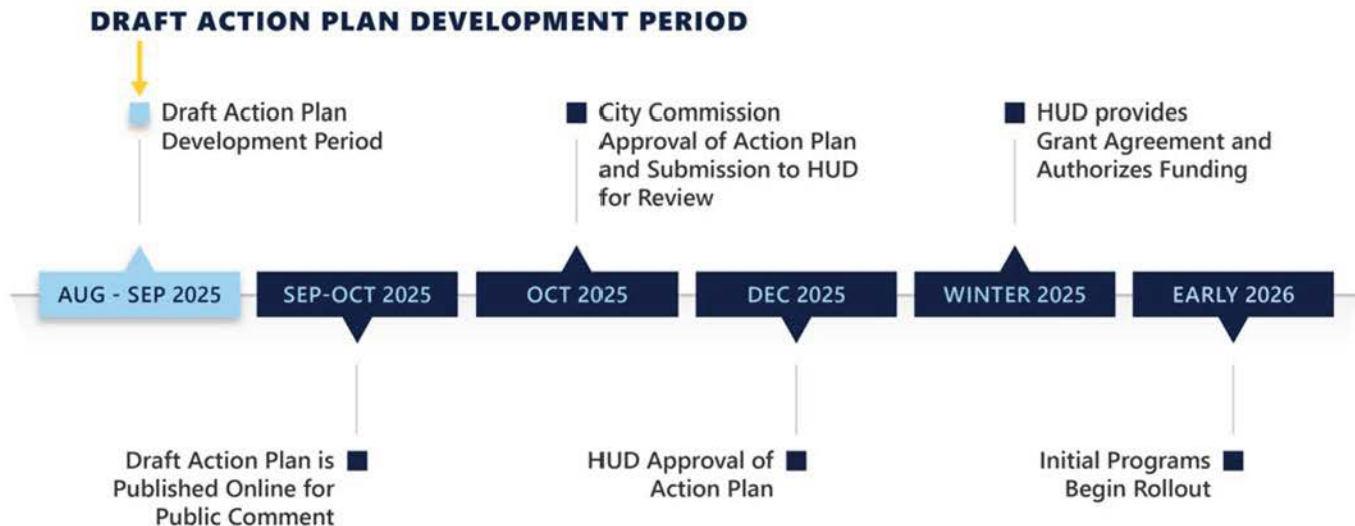 DRAFT ACTION PLAN DEVELOPMENT PERIOD
Draft Action Plan
Development Period
City Commission
Approval of Action Plan
and Submission to HUD
for Review
HUD provides
Grant Agreement and
Authorizes Funding
AUG - SEP 2025
SEP-OCT 2025
OCT 2025
DEC 2025
WINTER 2025
EARLY 2026
Draft Action Plan is
Published Online for
Public Comment
HUD Approval of
Action Plan
Initial Programs
Begin Rollout